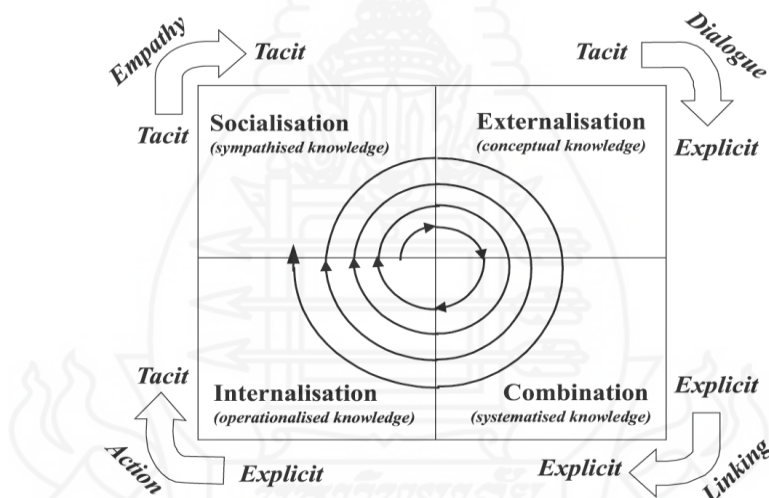 Empathy
Tacit
Tacit
Dialogue
Tacit
Explicit
Socialisation
(sympathised knowledge)
Externalisation
(conceptual knowledge)
Tacit
Internalisation
(operationalised knowledge)
Combination
(systematised knowledge)
Explicit
Action
Explicit
Explicit
Linking